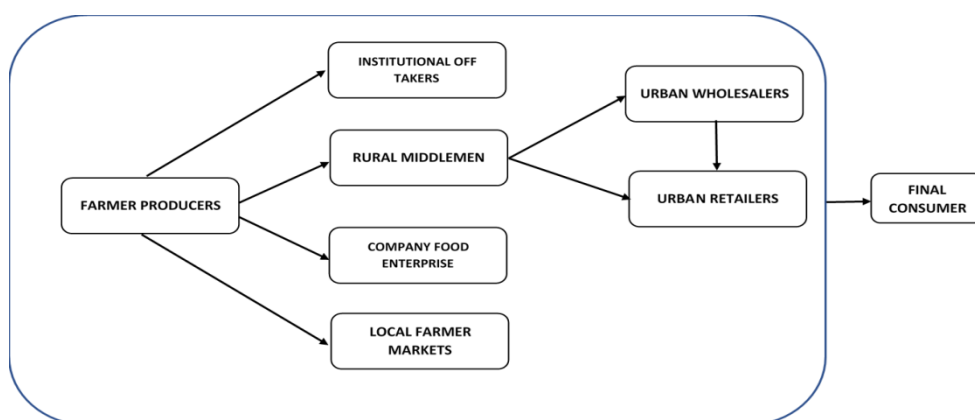 INSTITUTIONAL OFF
TAKERS
URBAN WHOLESALERS
RURAL MIDDLEMEN
FARMER PRODUCERS
URBAN RETAILERS
FINAL
CONSUMER
COMPANY FOOD
ENTERPRISE
LOCAL FARMER
MARKETS